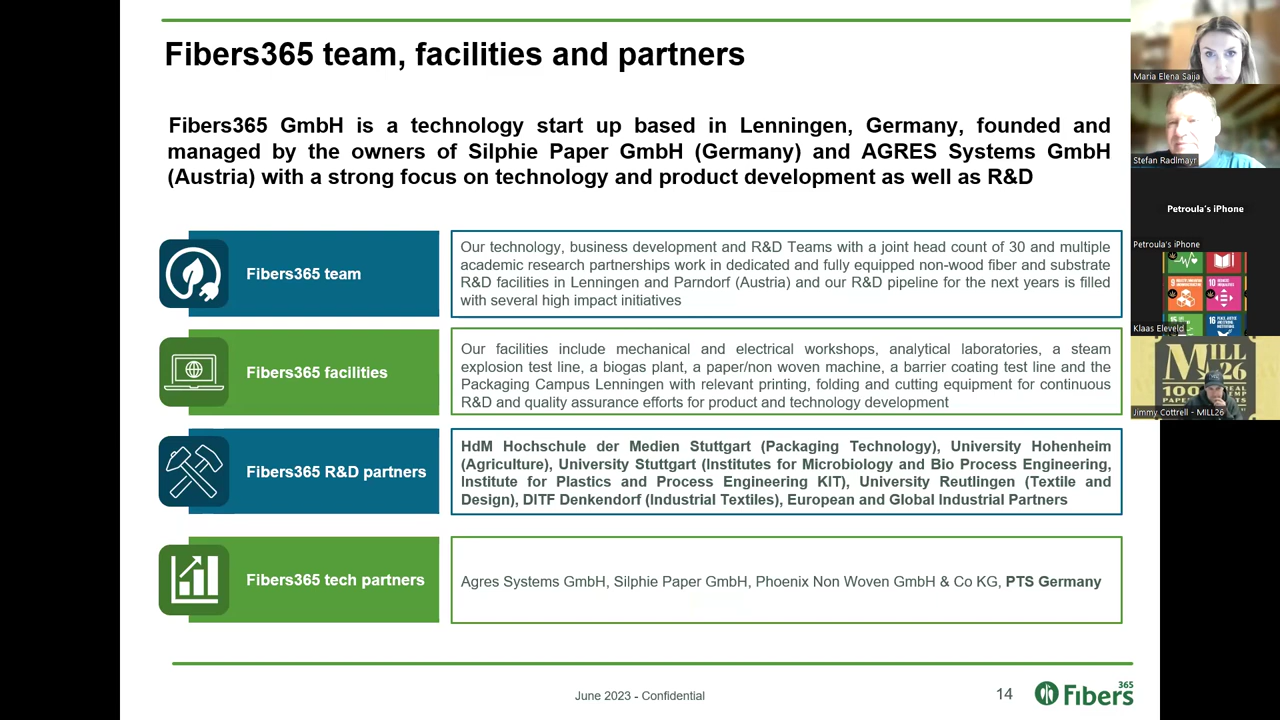 Fibers365 team, facilities and partners
Fibers365 GmbH is a technology start up based in Lenningen, Germany, founded and
managed by the owners of Silphie Paper GmbH (Germany) and AGRES Systems GmbH
(Austria) with a strong focus on technology and product development as well as R&D
Fibers365 team
Our technology, business development and R&D Teams with a joint head count of 30 and multiple
academic research partnerships work in dedicated and fully equipped non-wood fiber and substrate
R&D facilities in Lenningen and Parndorf (Austria) and our R&D pipeline for the next years is filled
with several high impact initiatives
Fibers365 facilities
Our facilities include mechanical and electrical workshops, analytical laboratories, a steam
explosion test line, a biogas plant, a paper/non woven machine, a barrier coating test line and the
Packaging Campus Lenningen with relevant printing, folding and cutting equipment for continuous
R&D and quality assurance efforts for product and technology development
Fibers365 R&D partners
HdM Hochschule der Medien Stuttgart (Packaging Technology), University Hohenheim
(Agriculture), University Stuttgart (Institutes for Microbiology and Bio Process Engineering,
Institute for Plastics and Process Engineering KIT), University Reutlingen (Textile and
Design), DITF Denkendorf (Industrial Textiles), European and Global Industrial Partners
Fibers365 tech partners
Agres Systems GmbH, Silphie Paper GmbH, Phoenix Non Woven GmbH & Co KG, PTS Germany
June 2023 - Confidential
14
Fibers 365
Maria Elena Saija
Stefan Radlmayr
Petroula's iPhone
Petroula's iPhone
9
10
15
16
Klaas Eleveld
MILL
26
100
PAPER
Jimmy Cottrell - MILL26